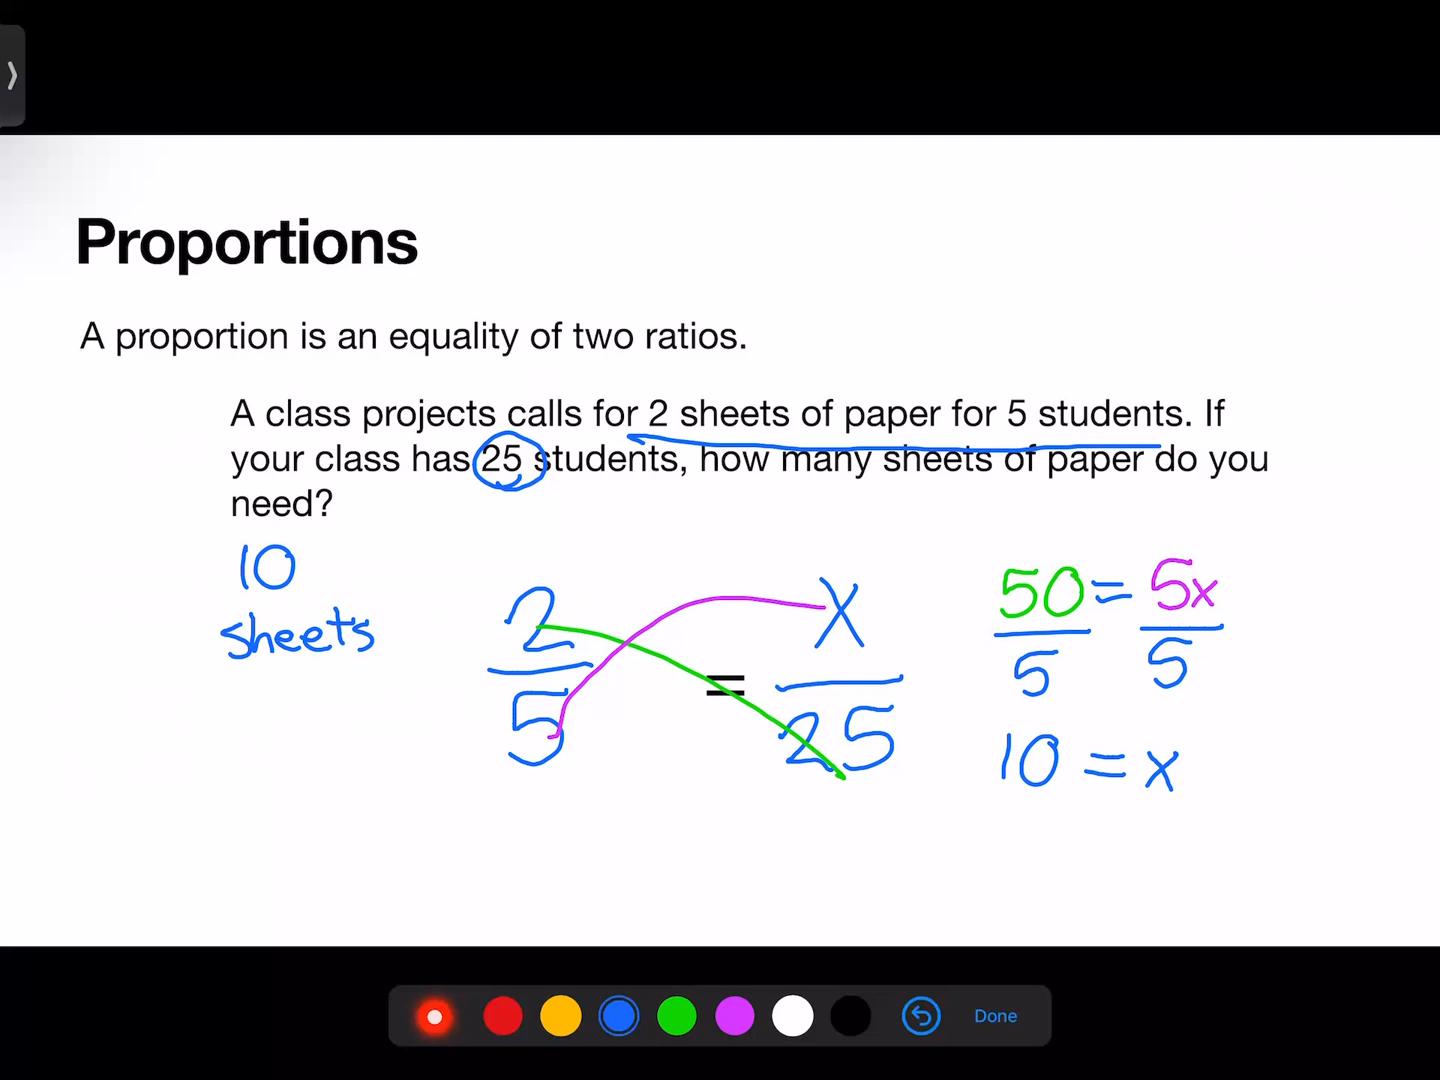 Proportions
A proportion is an equality of two ratios.
A class projects calls for 2 sheets of paper for 5 students. If
your class has 25 students, how many sheets of paper do you
need?
10
sheets
2
5
=
x
25
50 = 5x
5 5
10 = x
Done